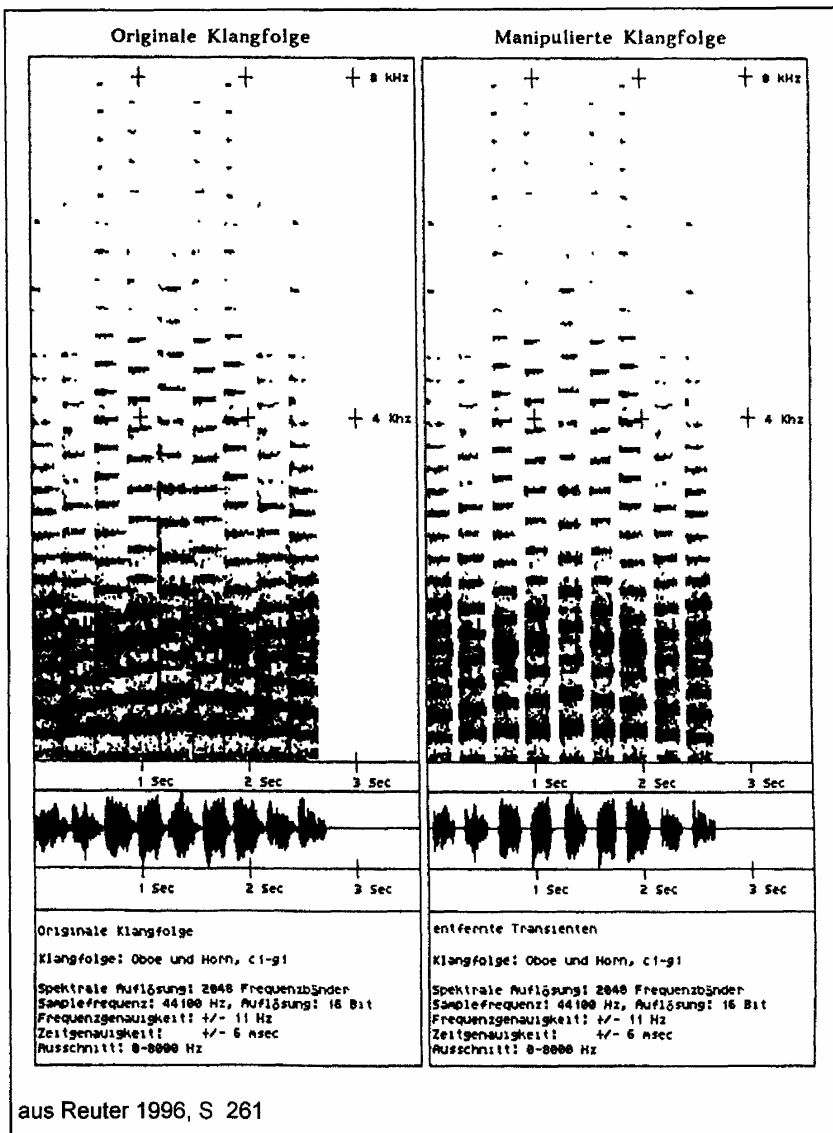 Originale Klangfolge
8 kHz
4 Khz
1 Sec 2 Sec 3 Sec
1 Sec 2 Sec 3 Sec
Originale Klangfolge
Klangfolge: Oboe und Horn, c1-g1
Spektrale Auflösung: 2048 Frequenzbänder
Samplefrequenz: 44100 Hz, Auflösung: 16 Bit
Frequenzgenauigkeit: +/- 11 Hz
Zeitgenauigkeit: +/- 6 msec
Ausschnitt: 0-8000 Hz
Manipulierte Klangfolge
8 kHz
4 Khz
1 Sec 2 Sec 3 Sec
1 Sec 2 Sec 3 Sec
entfernte Transienten
Klangfolge: Oboe und Horn, c1-g1
Spektrale Auflösung: 2048 Frequenzbänder
Samplefrequenz: 44100 Hz, Auflösung: 16 Bit
Frequenzgenauigkeit: +/- 11 Hz
Zeitgenauigkeit: +/- 6 msec
Ausschnitt: 0-8000 Hz
aus Reuter 1996, S 261